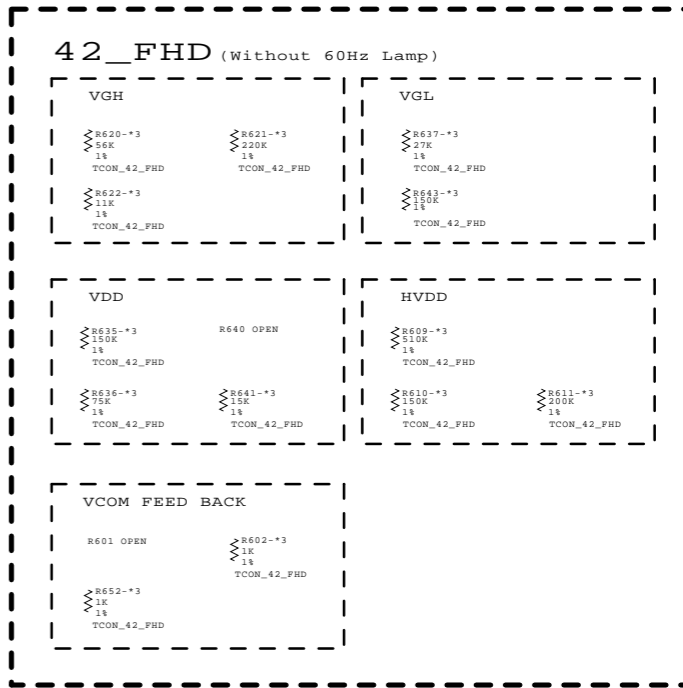 42_FHD (Without 60Hz Lamp)
VGH
R620-*3
56K
1%
TCON_42_FHD
R621-*3
220K
1%
TCON_42_FHD
R622-*3
11K
1%
TCON_42_FHD
VGL
R637-*3
27K
1%
TCON_42_FHD
R643-*3
150K
1%
TCON_42_FHD
VDD
R635-*3
150K
1%
TCON_42_FHD
R640 OPEN
R636-*3
75K
1%
TCON_42_FHD
R641-*3
15K
1%
TCON_42_FHD
HVDD
R609-*3
510K
1%
TCON_42_FHD
R610-*3
150K
1%
TCON_42_FHD
R611-*3
200K
1%
TCON_42_FHD
VCOM FEED BACK
R601 OPEN
R602-*3
1K
1%
TCON_42_FHD
R652-*3
1K
1%
TCON_42_FHD